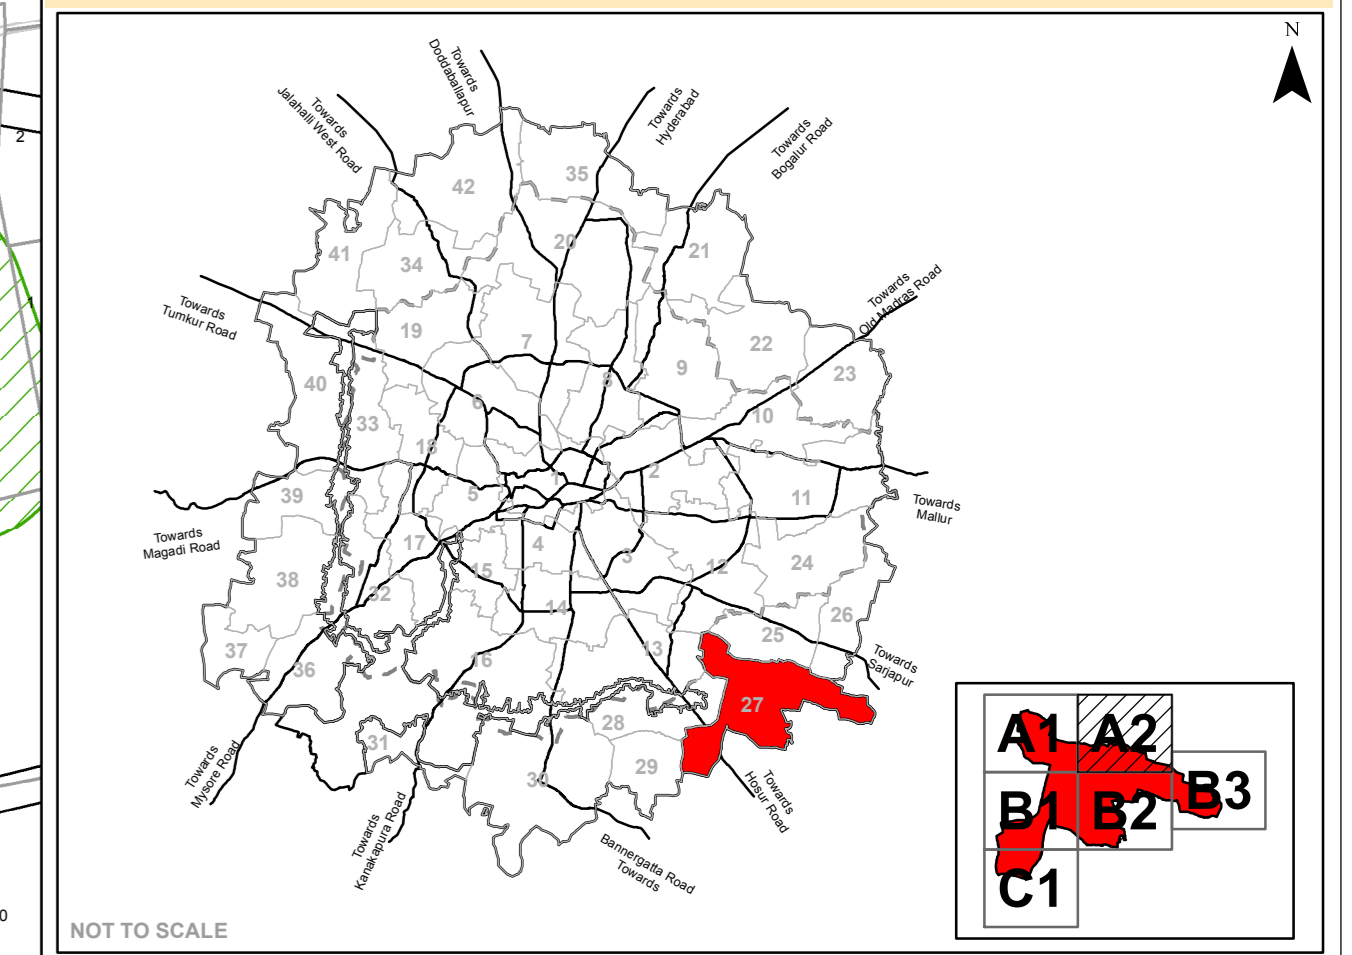 N
Towards
Doddaballapur
Towards
Jalahalli West Road
Towards
Hyderabad
Towards
Bogalur Road
2
42
35
41
34
20
21
Towards
Old Madras Road
Towards
Tumkur Road
1
19
7
22
40
6
8
9
23
33
18
10
39
5
1
2
11
Towards
Mallur
Towards
Magadi Road
38
17
4
3
24
32
15
12
14
26
25
37
36
16
13
Towards
Sarjapur
27
28
31
30
29
Towards
Mysore Road
Towards
Kanakapura Road
Towards
Hosur Road
Bannergatta Road
Towards
A1
A2
B1
B2
B3
C1
0
NOT TO SCALE